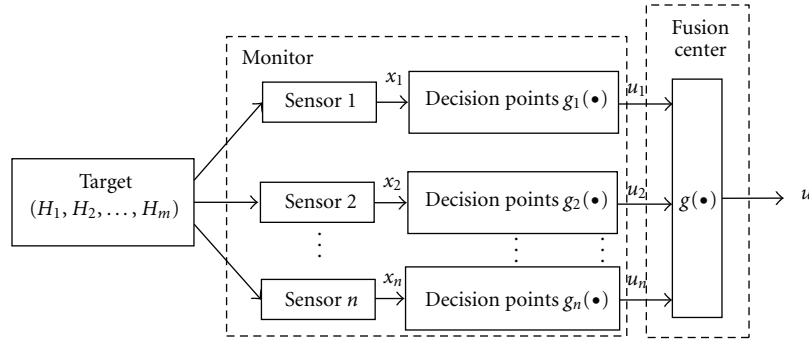 Fusion
center
Monitor
x₁
u₁
Sensor 1
Decision points g₁(•)
Target
(H₁, H₂, . . . , Hₘ)
x₂
u₂
Sensor 2
Decision points g₂(•)
g(•)
u
⋮ ⋮ ⋮
xₙ
uₙ
Sensor n
Decision points gₙ(•)